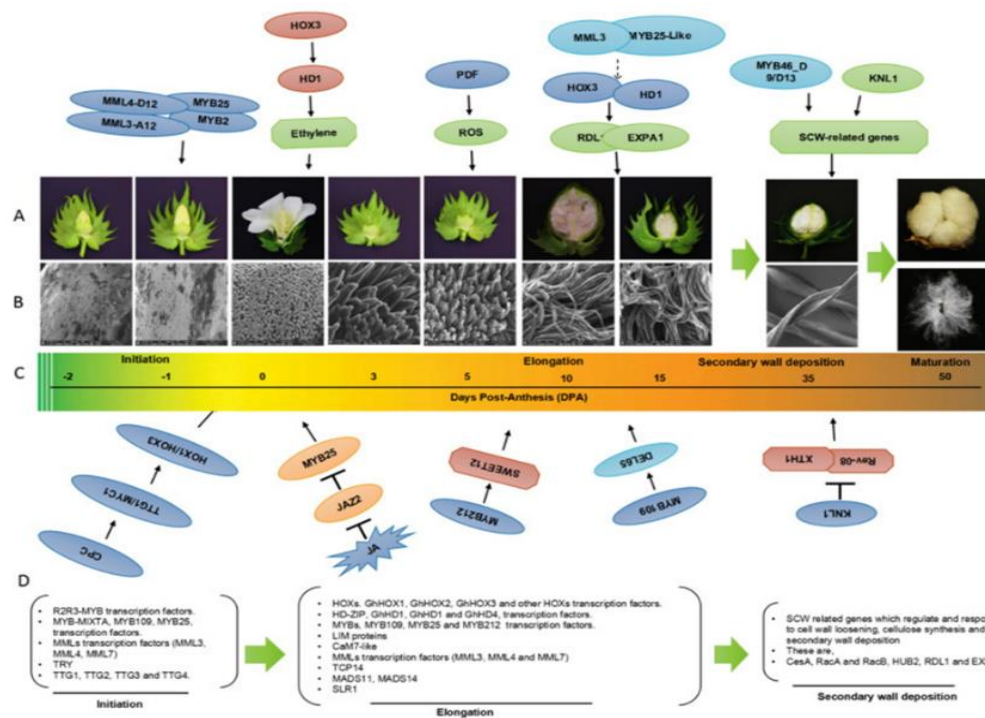 HOX3
HD1
Ethylene
MML4-D12
MYB25
MML3-A12
MYB2
PDF
ROS
MML3
MYB25-Like
HOX3
HD1
RDL1
EXPA1
MYB46_D
9/D13
KNL1
SCW-related genes
A
B
C
Initiation
Elongation
Secondary wall deposition
Maturation
-2
-1
0
3
5
10
15
35
50
Days Post-Anthesis (DPA)
HOX1/HOX3
TTG1/MYC1
CPC
MYB25
JAZ2
JA
SWEET12
MYB212
DEL65
MYB109
XTH1
Rev-08
KNL1
D
• R2R3-MYB transcription factors.
• MYB-MIXTA, MYB109, MYB25,
transcription factors.
• MMLs transcription factors (MML3,
MML4, MML7)
• TRY
• TTG1, TTG2, TTG3 and TTG4.
Initiation
• HOXs. GhHOX1, GhHOX2, GhHOX3 and other HOXs transcription factors.
• HD-ZIP, GhHD1, GhHD1 and GhHD4, transcription factors.
• MYBs, MYB109, MYB25 and MYB212 transcription factors.
• LIM proteins
• CaM7-like
• MMLs transcription factors (MML3, MML4 and MML7)
• TCP14
• MADS11, MADS14
• SLR1
Elongation
• SCW related genes which regulate and respo
to cell wall loosening, cellulose synthesis and
secondary wall deposition
• These are,
• CesA, RacA and RacB, HUB2, RDL1 and EX
Secondary wall deposition